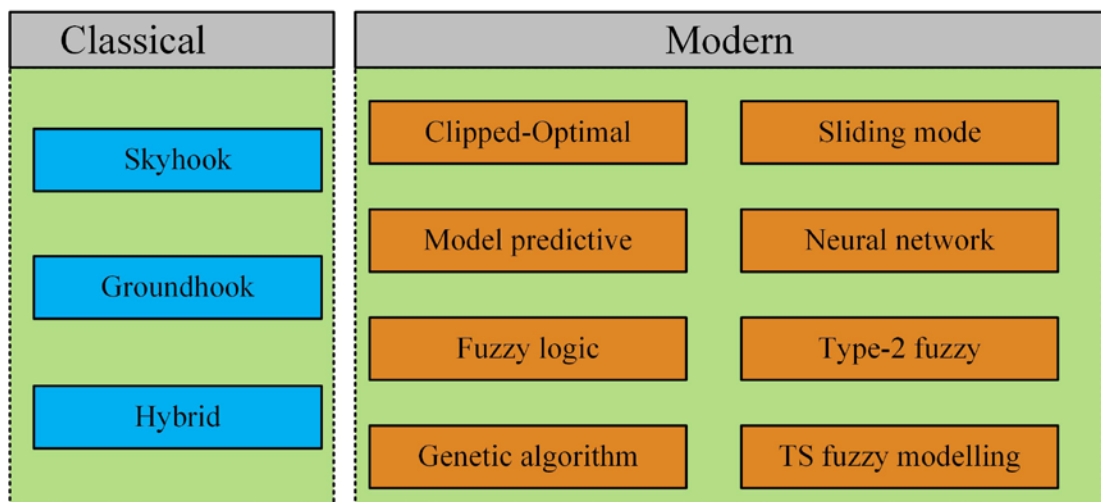 Classical
Skyhook
Groundhook
Hybrid
Modern
Clipped-Optimal
Sliding mode
Model predictive
Neural network
Fuzzy logic
Type-2 fuzzy
Genetic algorithm
TS fuzzy modelling